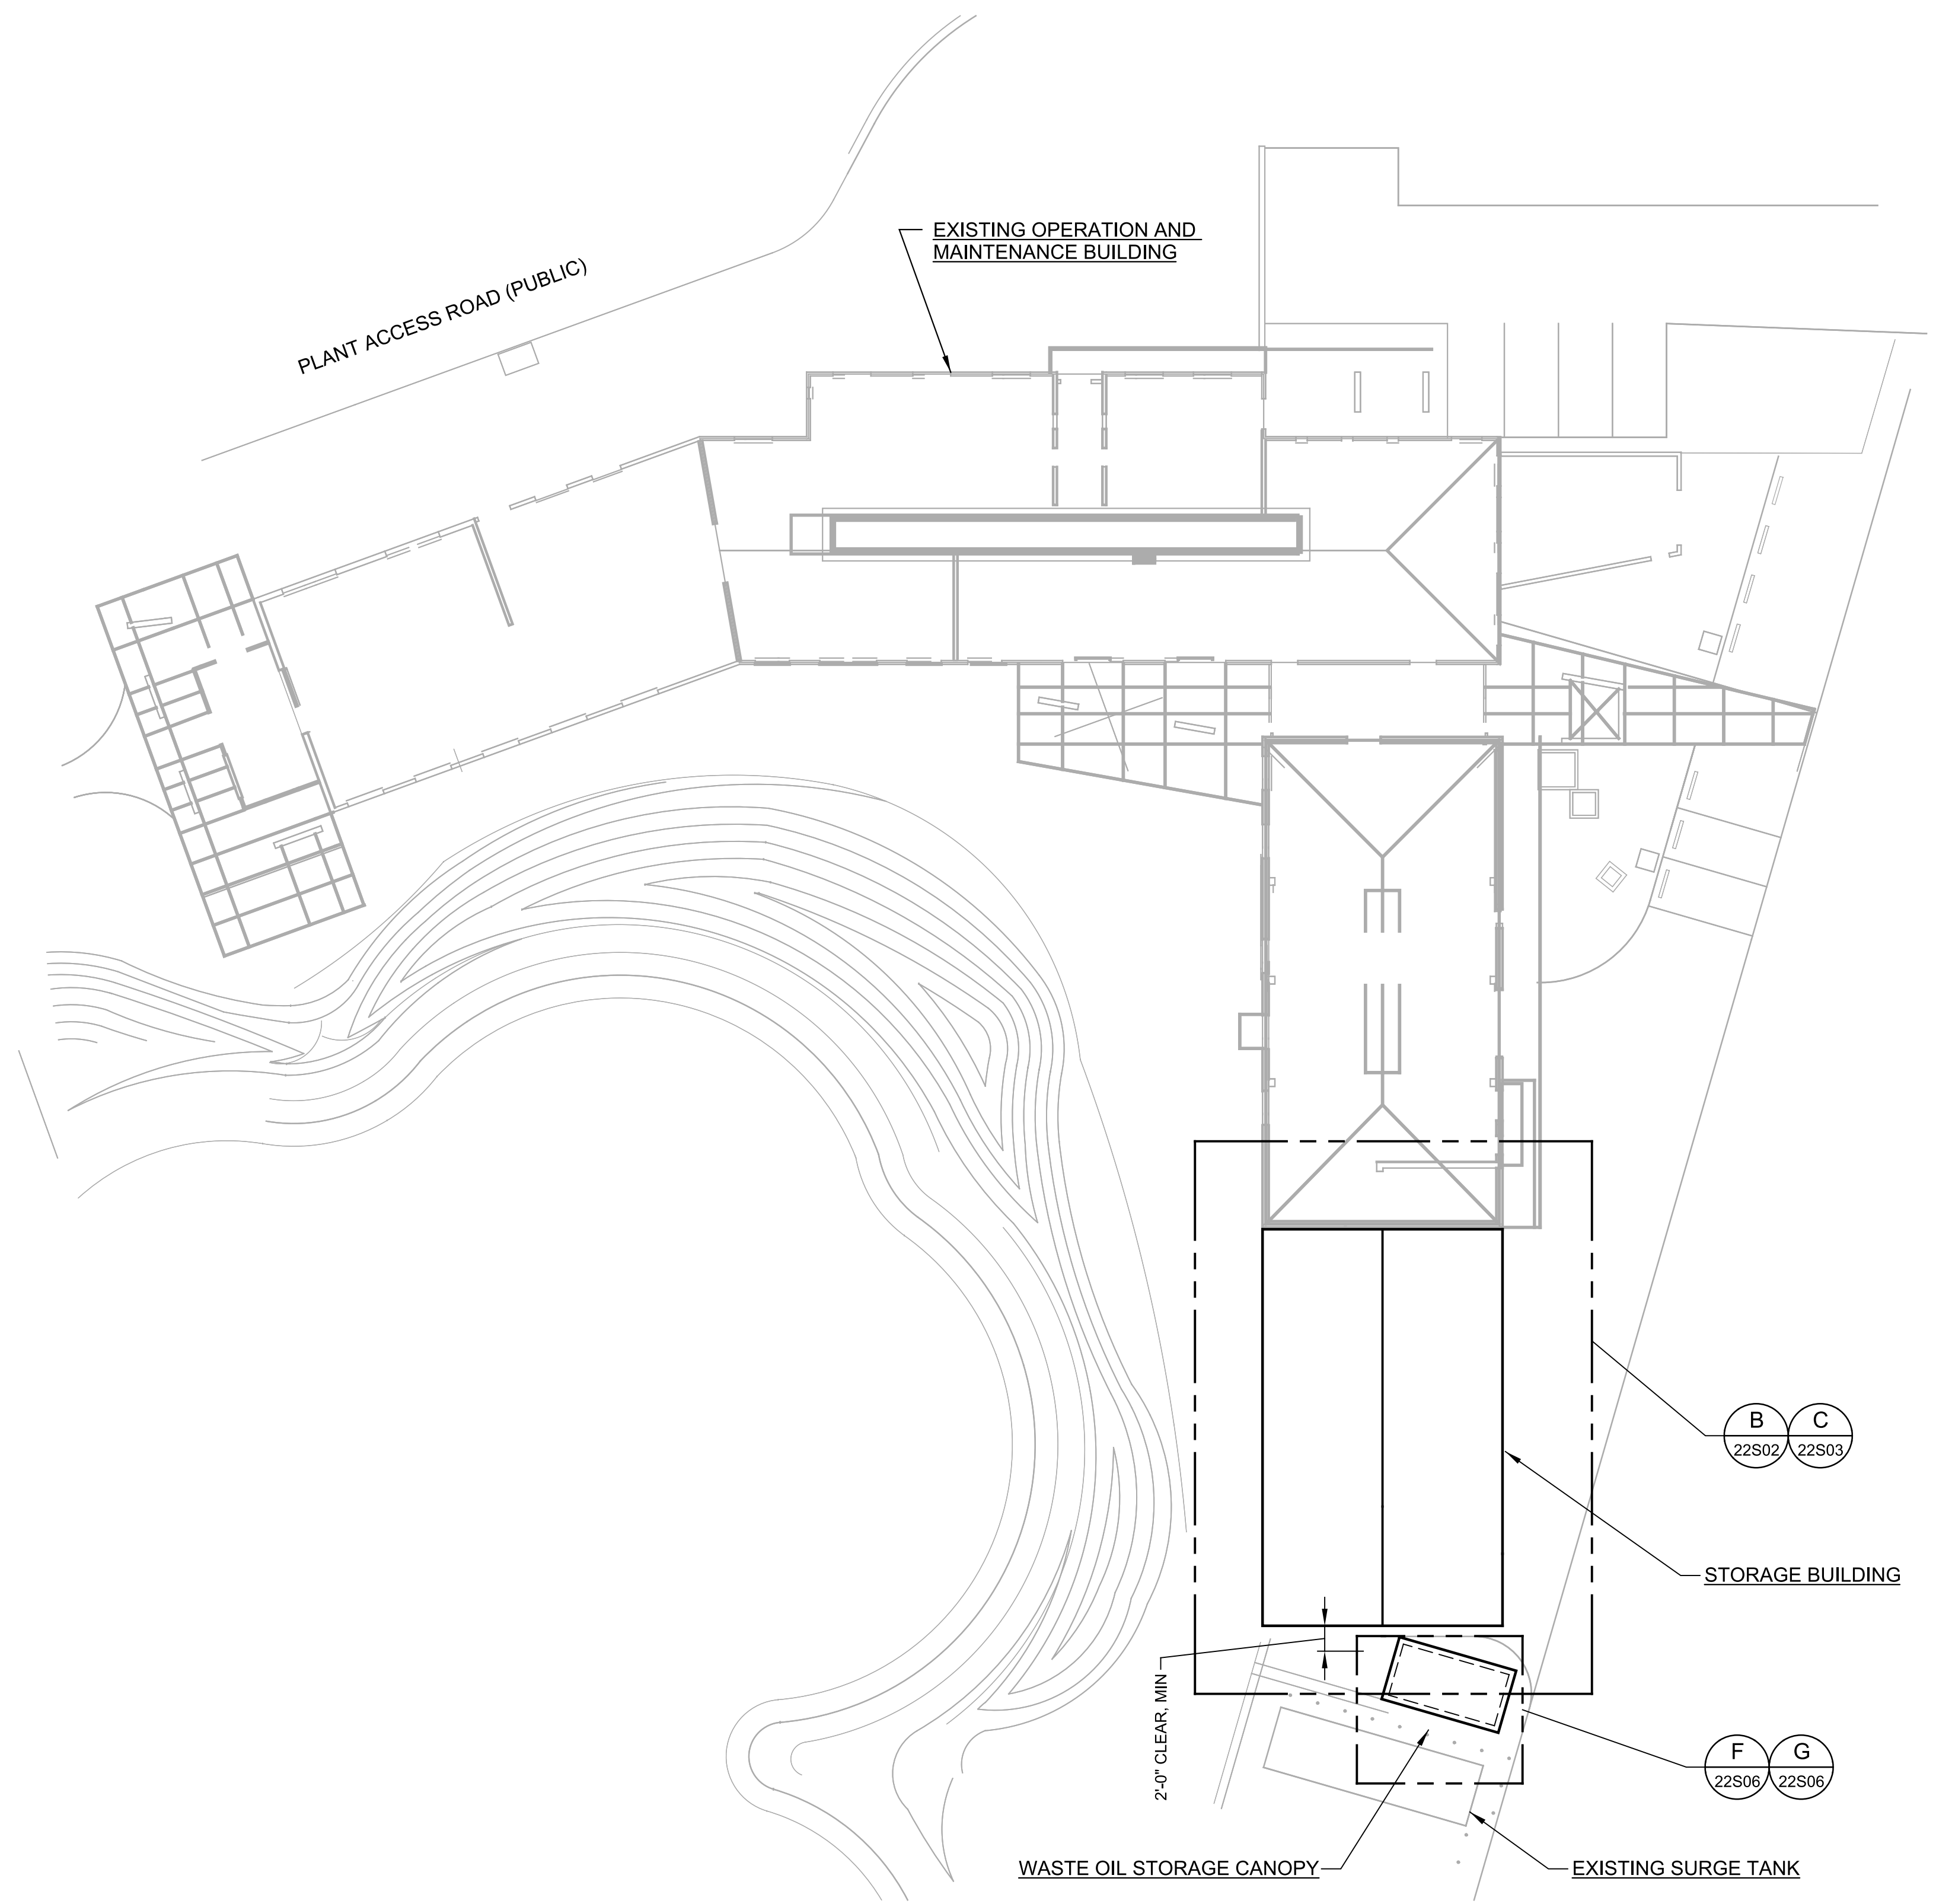 EXISTING OPERATION AND
MAINTENANCE BUILDING
PLANT ACCESS ROAD (PUBLIC)
B
22S02
C
22S03
STORAGE BUILDING
2'-0" CLEAR, MIN
F
22S06
G
22S06
WASTE OIL STORAGE CANOPY
EXISTING SURGE TANK